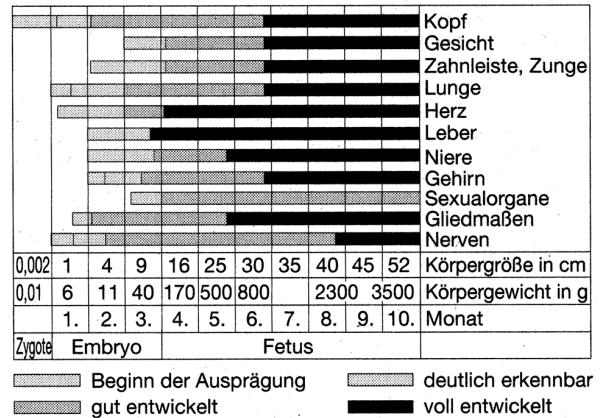 Kopf
Gesicht
Zahnleiste, Zunge
Lunge
Herz
Leber
Niere
Gehirn
Sexualorgane
Gliedmaßen
Nerven
0,002 1 4 9 16 25 30 35 40 45 52 Körpergröße in cm
0,01 6 11 40 170 500 800 2300 3500 Körpergewicht in g
1. 2. 3. 4. 5. 6. 7. 8. 9. 10. Monat
Zygote Embryo Fetus
Beginn der Ausprägung deutlich erkennbar
gut entwickelt voll entwickelt